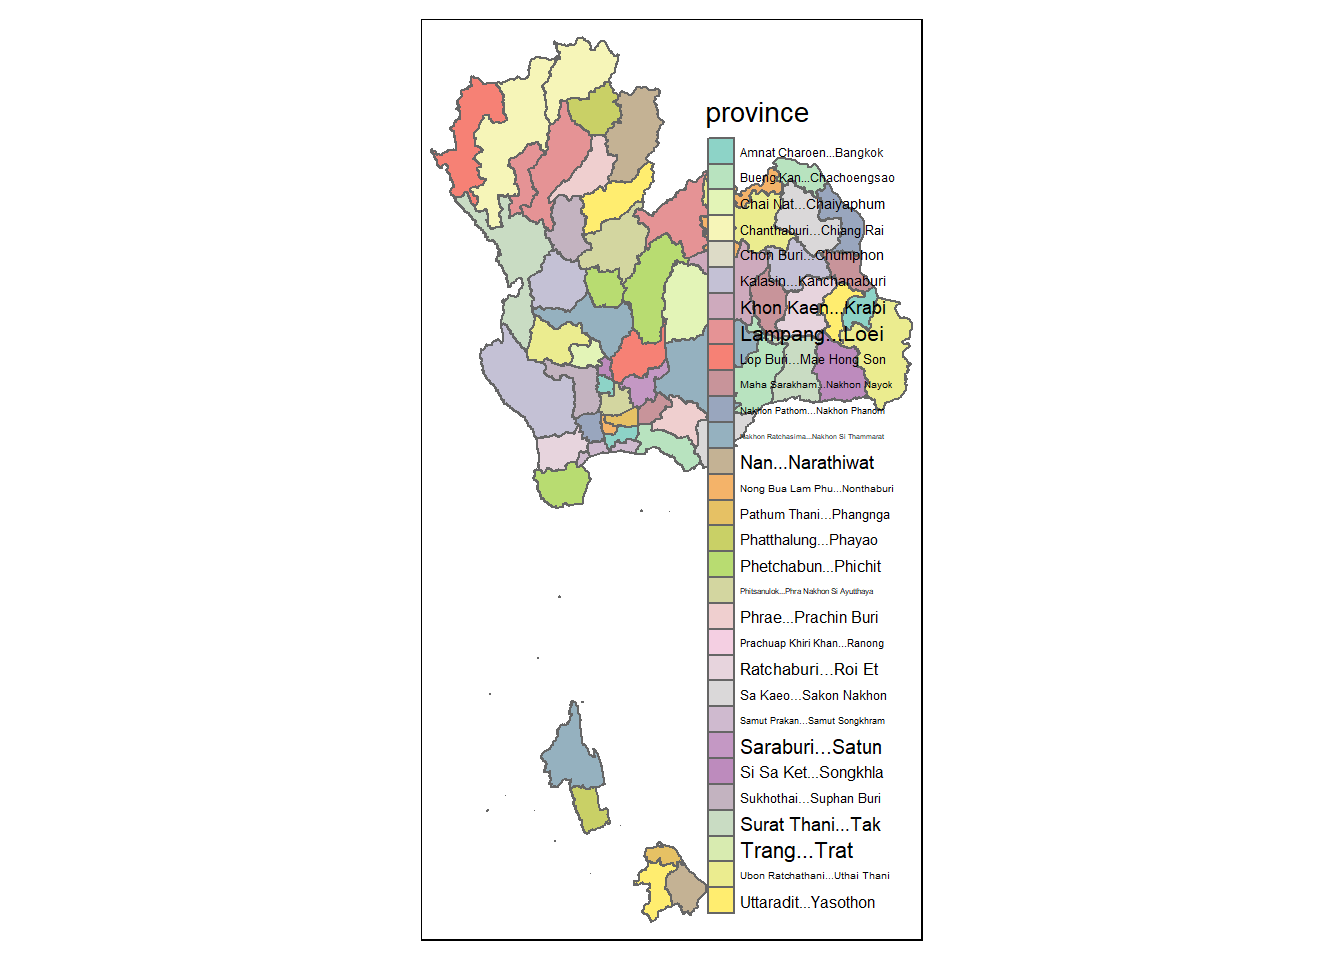 province
Amnat Charoen...Bangkok
Bueng Kan...Chachoengsao
Chai Nat...Chaiyaphum
Chanthaburi...Chiang Rai
Chon Buri...Chumphon
Kalasin...Kanchanaburi
Khon Kaen...Krabi
Lampang...Loei
Lop Buri...Mae Hong Son
Maha Sarakham...Nakhon Nayok
Nakhon Pathom...Nakhon Phanom
Nakhon Ratchasima...Nakhon Si Thammarat
Nan...Narathiwat
Nong Bua Lam Phu...Nonthaburi
Pathum Thani...Phangnga
Phatthalung...Phayao
Phetchabun...Phichit
Phitsanulok...Phra Nakhon Si Ayutthaya
Phrae...Prachin Buri
Prachuap Khiri Khan...Ranong
Ratchaburi...Roi Et
Sa Kaeo...Sakon Nakhon
Samut Prakan...Samut Songkhram
Saraburi...Satun
Si Sa Ket...Songkhla
Sukhothai...Suphan Buri
Surat Thani...Tak
Trang...Trat
Ubon Ratchathani...Uthai Thani
Uttaradit...Yasothon